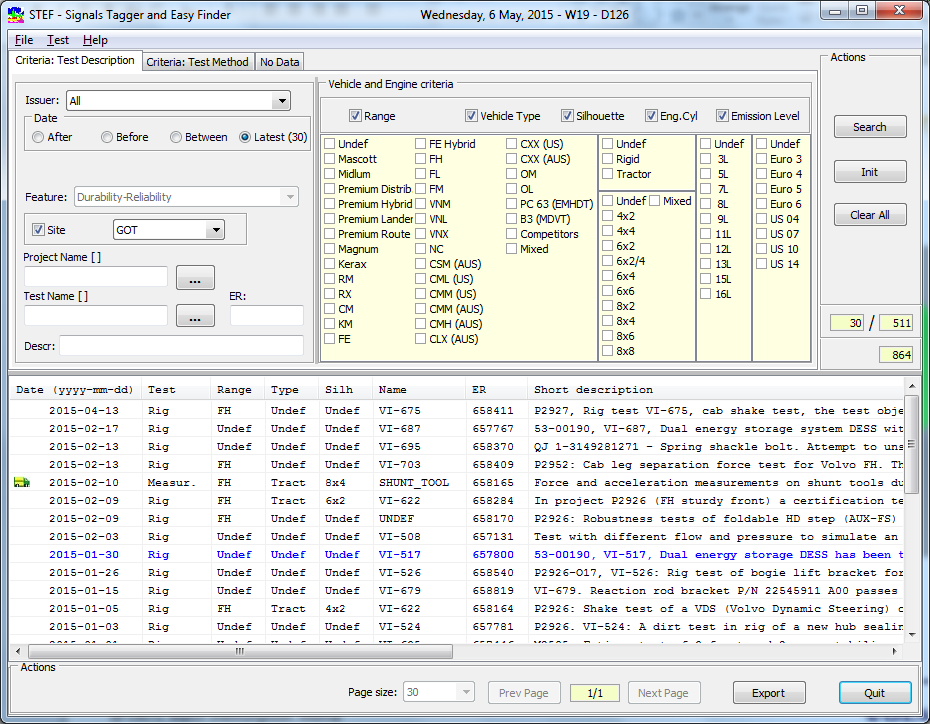 STEF - Signals Tagger and Easy Finder Wednesday, 6 May, 2015 - W19 - D126
File Test Help
Criteria: Test Description Criteria: Test Method No Data
Issuer: All
Date
After Before Between Latest (30)
Feature: Durability-Reliability
Site GOT
Project Name [ ]
...
Test Name [ ] ER:
...
Descr:
Vehicle and Engine criteria
Range Vehicle Type Silhouette Eng.Cyl Emission Level
Undef FE Hybrid CXX (US) Undef Undef Undef
Mascott FH CXX (AUS) Rigid 3L Euro 3
Midlum FL OM Tractor 5L Euro 4
Premium Distrib FM OL 7L Euro 5
Premium Hybrid VNM PC 63 (EMHDT) Undef Mixed 8L Euro 6
Premium Lander VNL B3 (MDVT) 4x2 9L US 04
Premium Route VNX Competitors 4x4 11L US 07
Magnum NC Mixed 6x2 12L US 10
Kerax CSM (AUS) 6x2/4 13L US 14
RM CML (US) 6x4 15L
RX CMM (US) 6x6 16L
CM CMM (AUS) 8x2
KM CMH (AUS) 8x4
FE CLX (AUS) 8x6
8x8
Actions
Search
Init
Clear All
30 / 511
864
Date (yyyy-mm-dd) Test Range Type Silh Name ER Short description
2015-04-13 Rig FH Undef Undef VI-675 658411 P2927, Rig test VI-675, cab shake test, the test obje
2015-02-17 Rig Undef Undef Undef VI-687 657767 53-00190, VI-687, Dual energy storage system DESS wit
2015-02-13 Rig Undef Undef Undef VI-695 658370 QJ 1-3149281271 - Spring shackle bolt. Attempt to uns
2015-02-13 Rig FH Undef Undef VI-703 658409 P2952: Cab leg separation force test for Volvo FH. Th
2015-02-10 Measur. FH Tract 8x4 SHUNT_TOOL 658165 Force and acceleration measurements on shunt tools du
2015-02-09 Rig FH Tract 6x2 VI-622 658284 In project P2926 (FH sturdy front) a certification te
2015-02-09 Rig FH Undef Undef UNDEF 658170 P2926: Robustness tests of foldable HD step (AUX-FS)
2015-02-03 Rig Undef Undef Undef VI-508 657131 Test with different flow and pressure to simulate an
2015-01-30 Rig Undef Undef Undef VI-517 657800 53-00190, VI-517, Dual energy storage DESS has been t
2015-01-26 Rig Undef Undef Undef VI-526 658540 P2926-O17, VI-526: Rig test of bogie lift bracket for
2015-01-15 Rig Undef Undef Undef VI-679 658819 VI-679. Reaction rod bracket P/N 22545911 A00 passes
2015-01-05 Rig FH Tract 4x2 VI-622 658164 P2926: Shake test of a VDS (Volvo Dynamic Steering) c
2015-01-03 Rig Undef Undef Undef VI-524 657781 P2926. VI-524: A dirt test in rig of a new hub sealin
Actions
Page size: 30 Prev Page 1/1 Next Page Export Quit